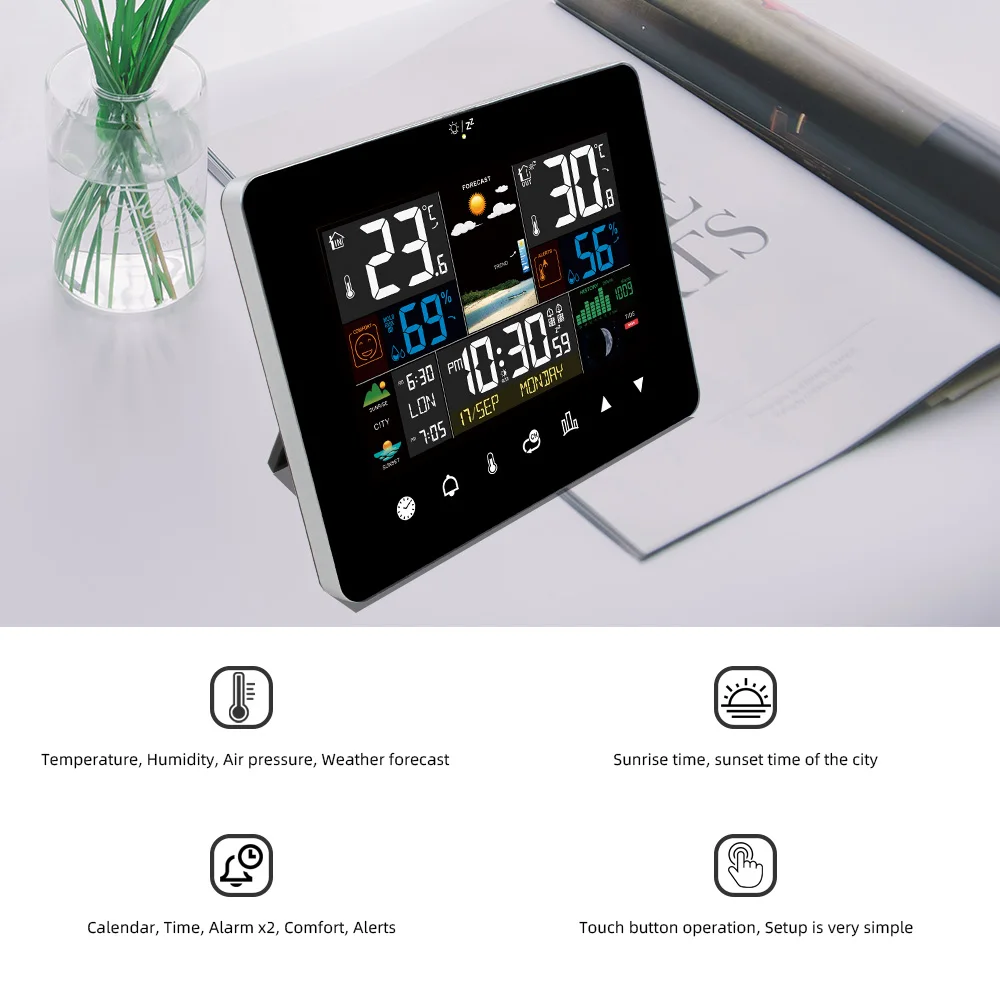 FORECAST
IN
23.6
°C
OUT
30.8
°C
TREND
ALERTS
56%
COMFORT
69%
HISTORY
1009
TIDE
SUNRISE
AM 6:30
CITY
LON
SUNSET
7:05
PM 10:30 59
17/SEP MONDAY
Temperature, Humidity, Air pressure, Weather forecast
Sunrise time, sunset time of the city
Calendar, Time, Alarm x2, Comfort, Alerts
Touch button operation, Setup is very simple